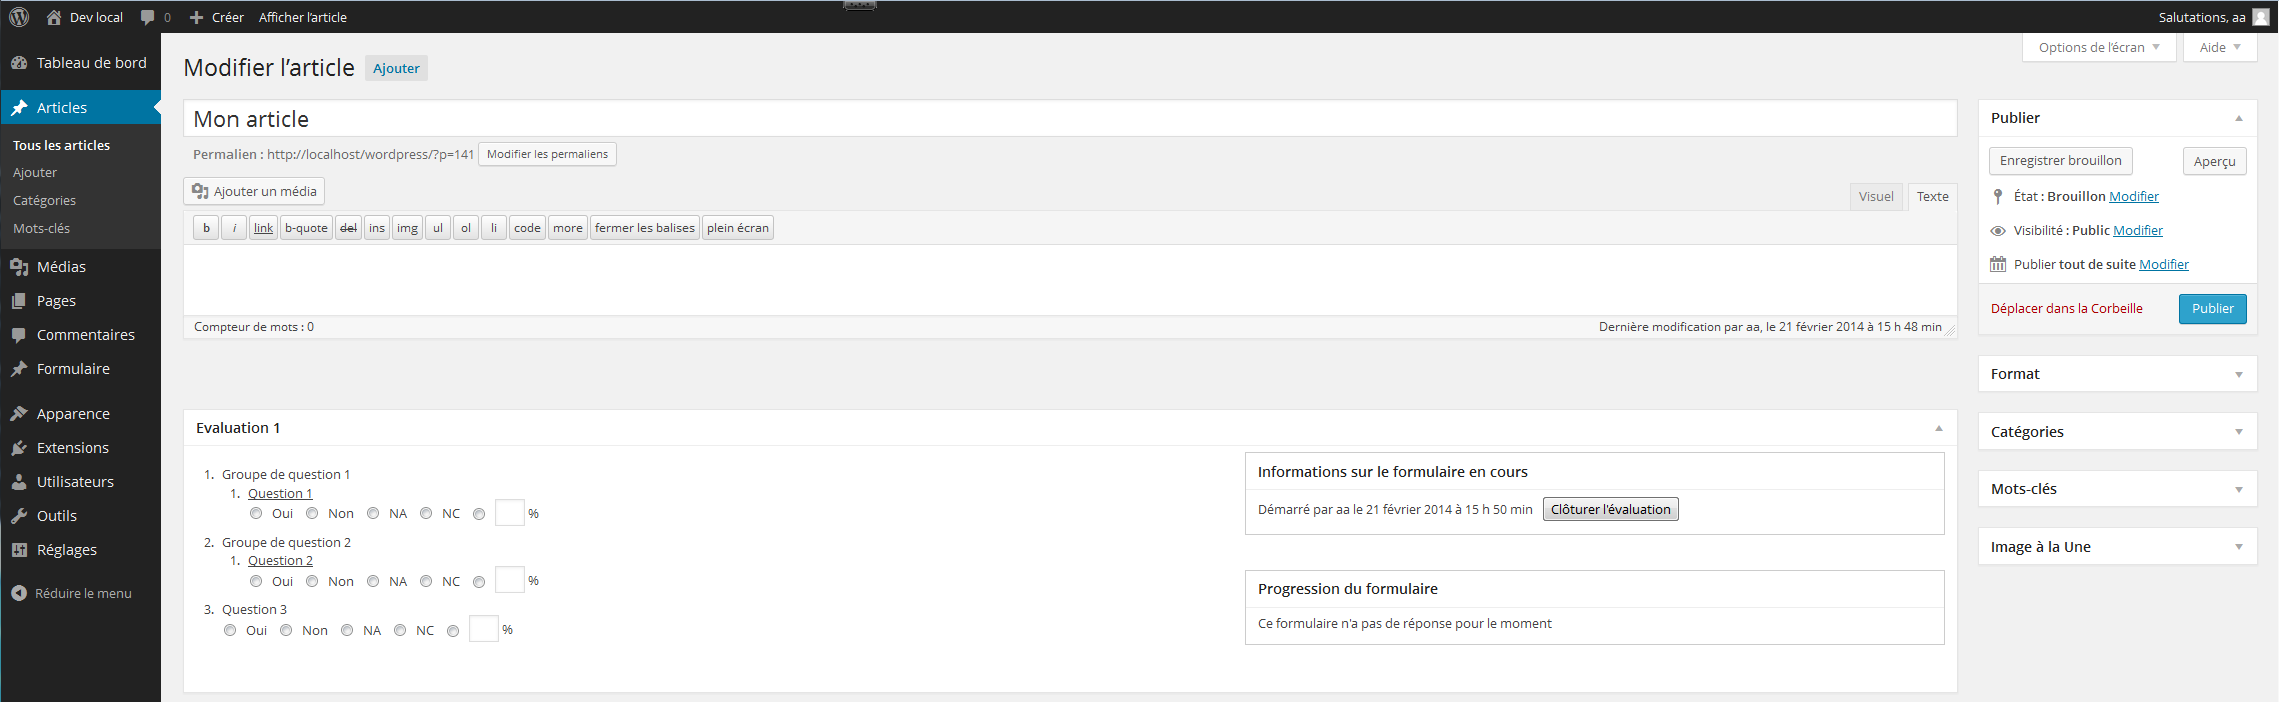 Dev local 0 Créer Afficher l'article Salutations, aa
Tableau de bord
Articles
Tous les articles
Ajouter
Catégories
Mots-clés
Médias
Pages
Commentaires
Formulaire
Apparence
Extensions
Utilisateurs
Outils
Réglages
Réduire le menu
Options de l'écran Aide
Modifier l'article Ajouter
Mon article
Permalien : http://localhost/wordpress/?p=141 Modifier les permaliens
Ajouter un média Visuel Texte
b i link b-quote del ins img ul ol li code more fermer les balises plein écran
Compteur de mots : 0 Dernière modification par aa, le 21 février 2014 à 15 h 48 min
Evaluation 1
1. Groupe de question 1
1. Question 1
Oui Non NA NC %
2. Groupe de question 2
1. Question 2
Oui Non NA NC %
3. Question 3
Oui Non NA NC %
Informations sur le formulaire en cours
Démarré par aa le 21 février 2014 à 15 h 50 min Clôturer l'évaluation
Progression du formulaire
Ce formulaire n'a pas de réponse pour le moment
Publier
Enregistrer brouillon Aperçu
État : Brouillon Modifier
Visibilité : Public Modifier
Publier tout de suite Modifier
Déplacer dans la Corbeille Publier
Format
Catégories
Mots-clés
Image à la Une